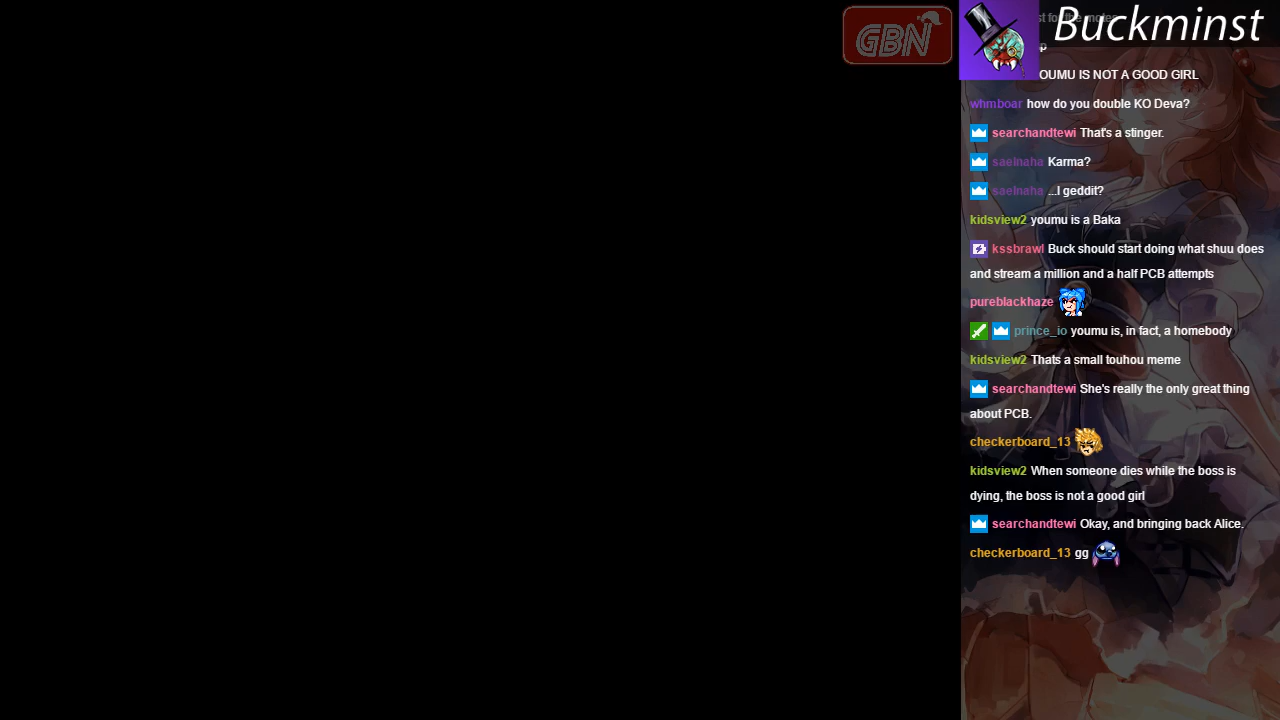 GBN
Buckminst
st for the motes
p
OUMU IS NOT A GOOD GIRL
whmboar how do you double KO Deva?
searchandtewi That's a stinger.
saelnaha Karma?
saelnaha ...I geddit?
kidsview2 youmu is a Baka
kssbrawl Buck should start doing what shuu does
and stream a million and a half PCB attempts
pureblackhaze
prince_io youmu is, in fact, a homebody
kidsview2 Thats a small touhou meme
searchandtewi She's really the only great thing
about PCB.
checkerboard_13
kidsview2 When someone dies while the boss is
dying, the boss is not a good girl
searchandtewi Okay, and bringing back Alice.
checkerboard_13 gg